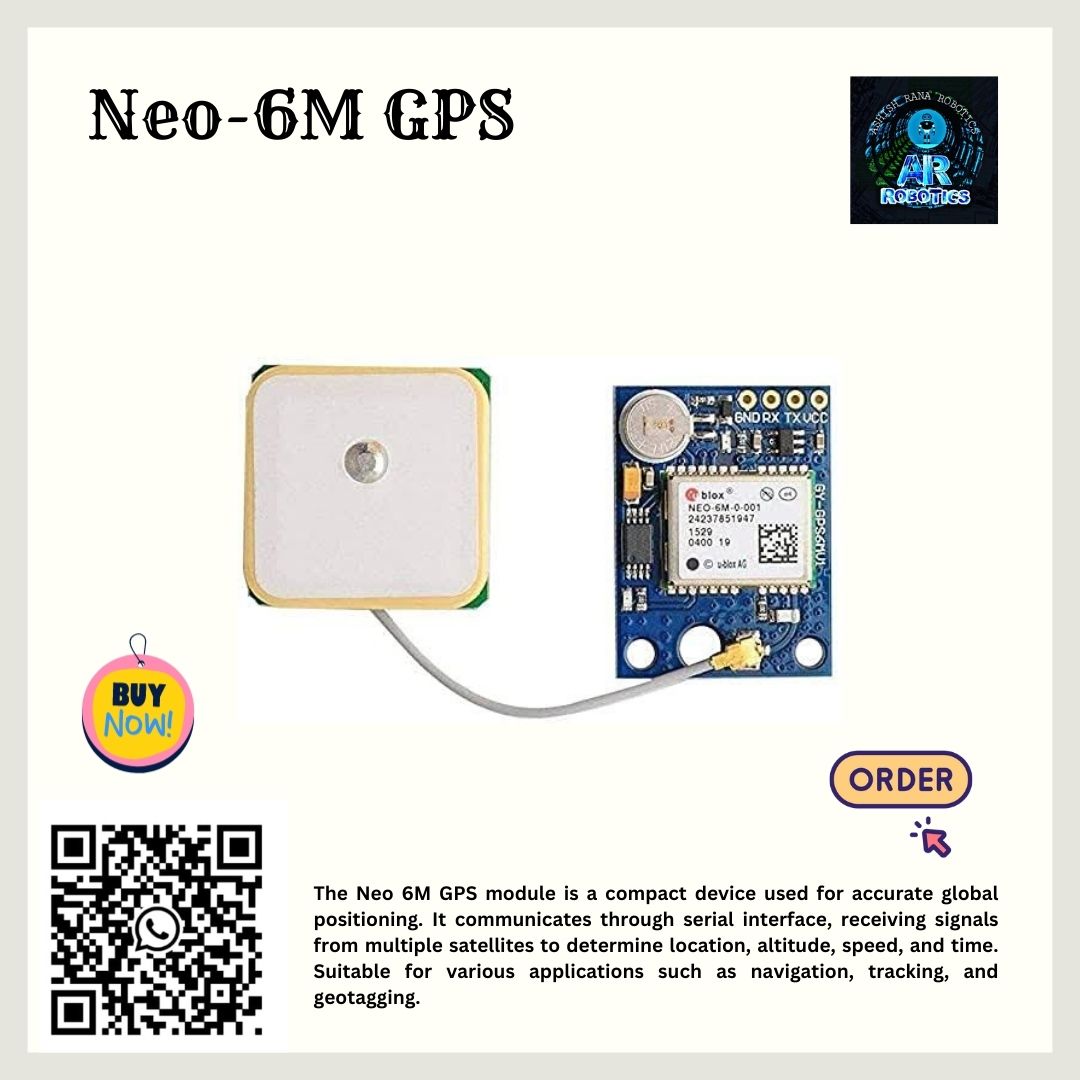 Neo-6M GPS
ASHISH RANA ROBOTICS
AR
ROBOTICS
GND RX TX VCC
blox®
NEO-6M-0-001
24237851947
1529
0400 19
© u-blox AG
BUY
NOW!
ORDER
The Neo 6M GPS module is a compact device used for accurate global
positioning. It communicates through serial interface, receiving signals
from multiple satellites to determine location, altitude, speed, and time.
Suitable for various applications such as navigation, tracking, and
geotagging.